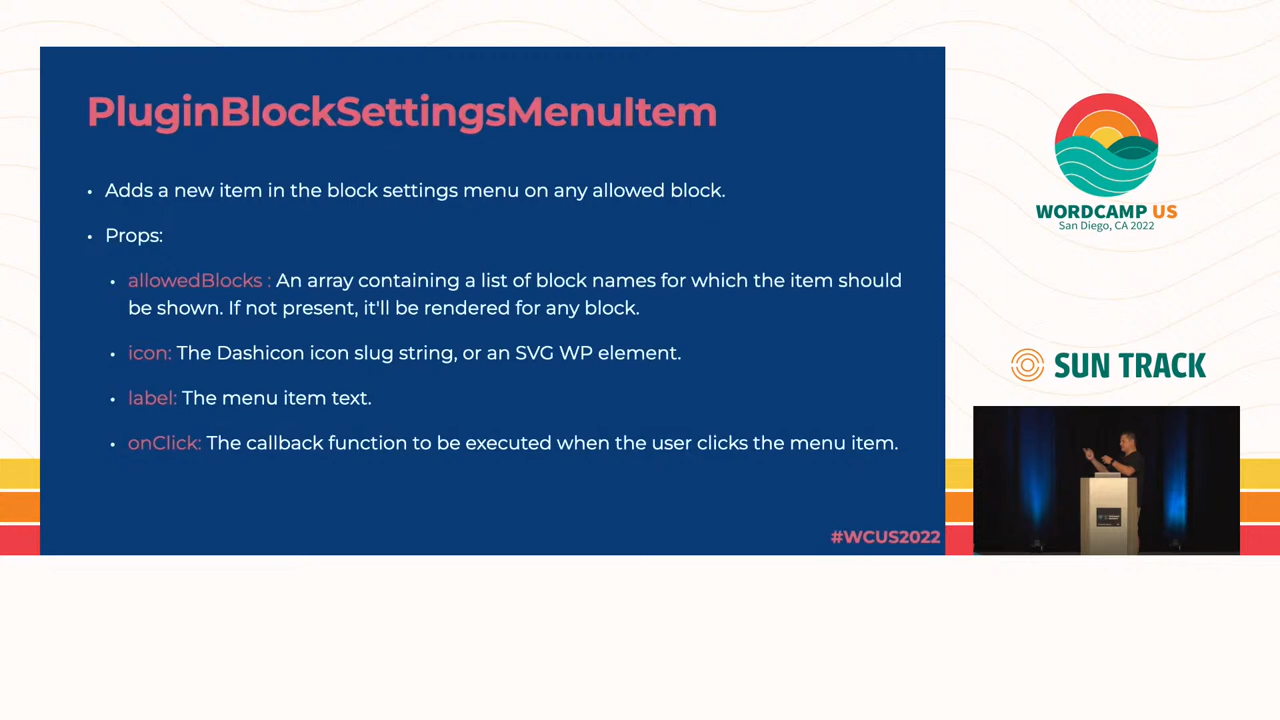 PluginBlockSettingsMenuItem
• Adds a new item in the block settings menu on any allowed block.
• Props:
• allowedBlocks : An array containing a list of block names for which the item should
be shown. If not present, it'll be rendered for any block.
• icon: The Dashicon icon slug string, or an SVG WP element.
• label: The menu item text.
• onClick: The callback function to be executed when the user clicks the menu item.
#WCUS2022
WORDCAMP US
San Diego, CA 2022
SUN TRACK